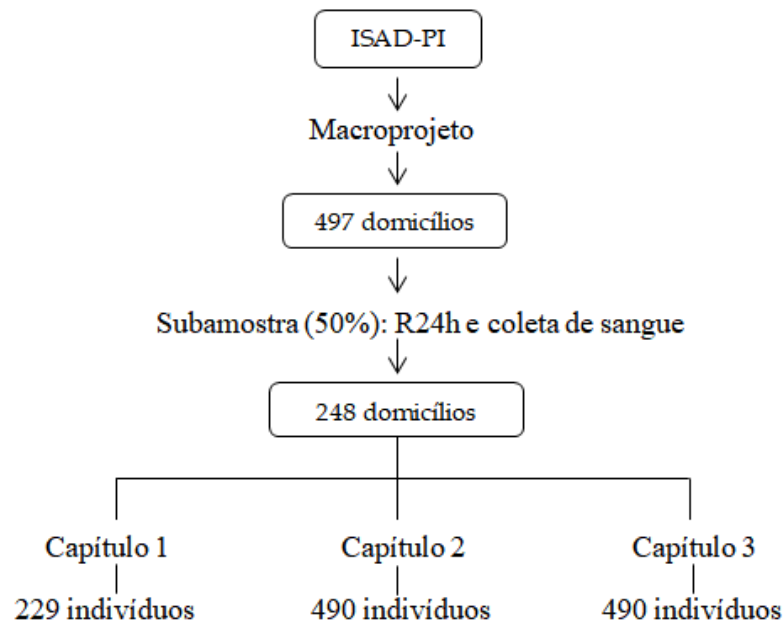 ISAD-PI
Macroprojeto
497 domicílios
Subamostra (50%): R24h e coleta de sangue
248 domicílios
Capítulo 1
Capítulo 2
Capítulo 3
229 indivíduos
490 indivíduos
490 indivíduos